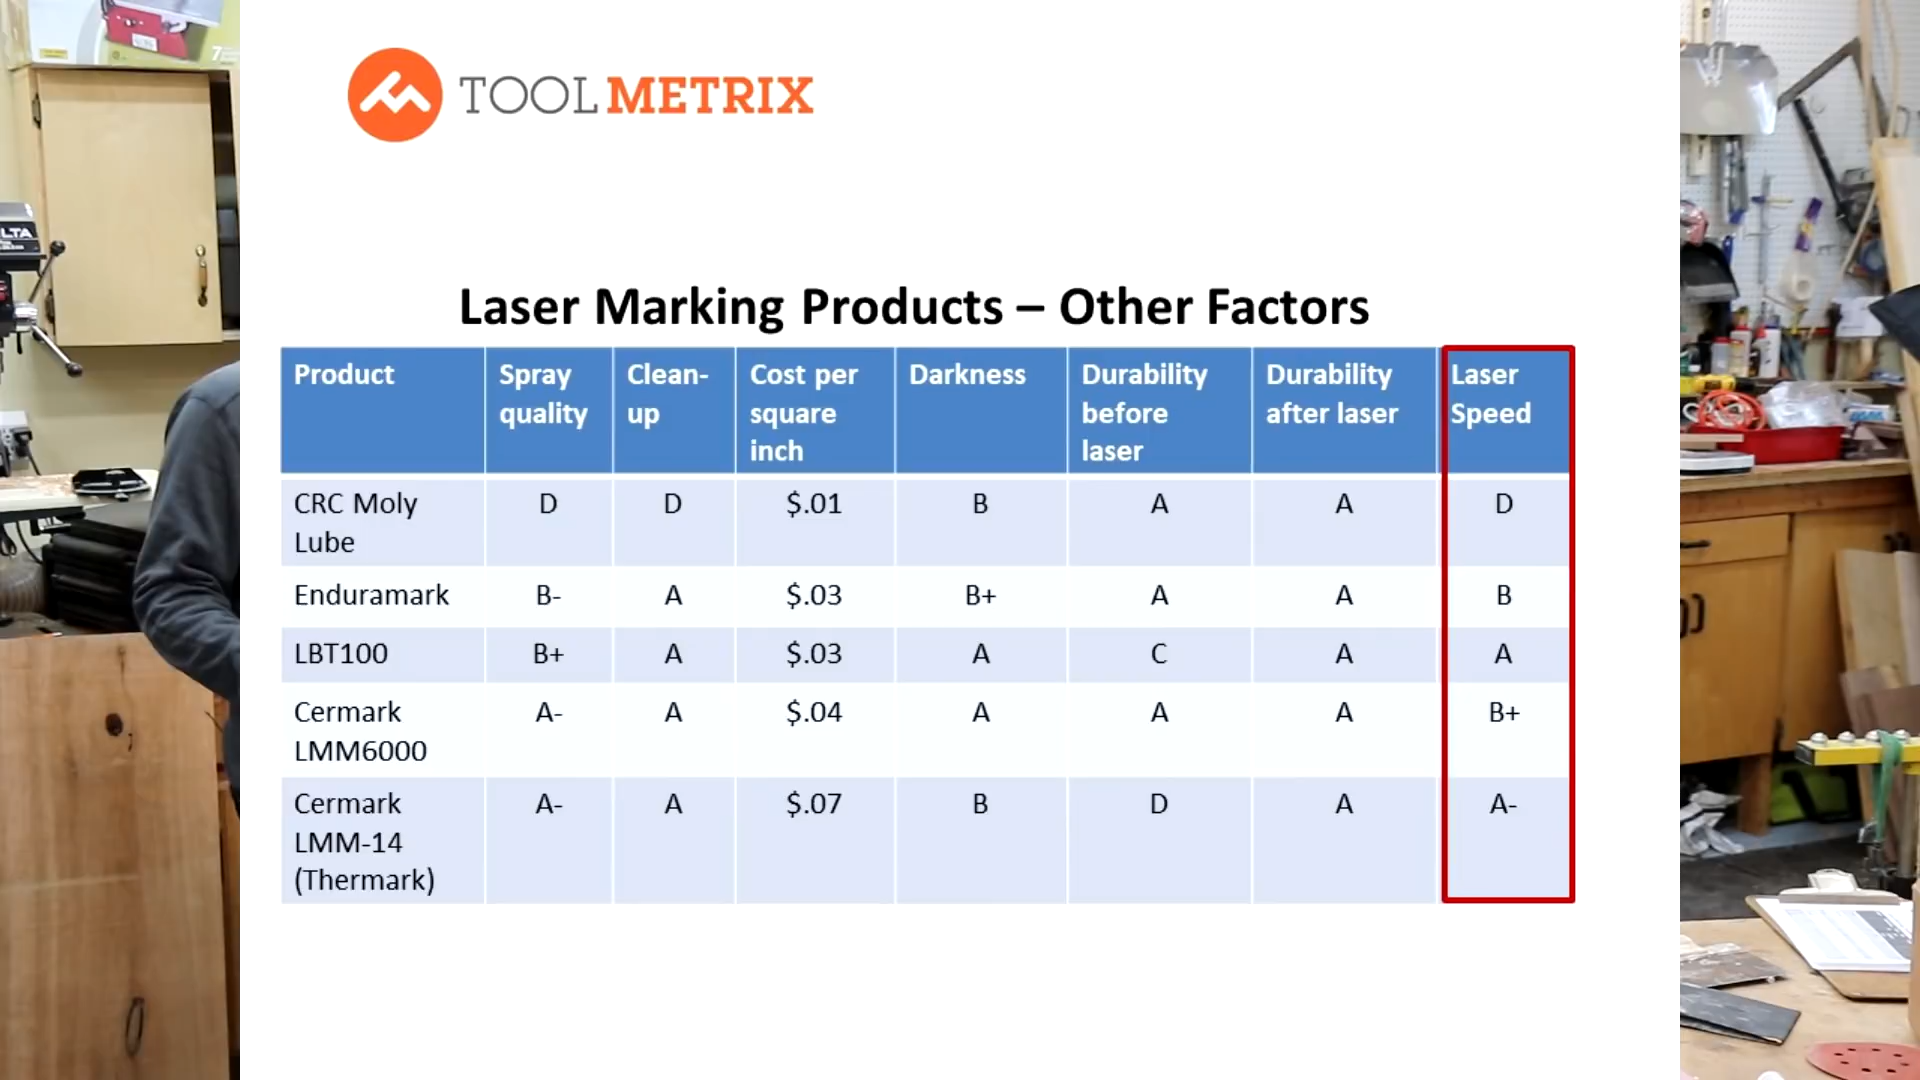 TOOLMETRIX
Laser Marking Products – Other Factors
Product Spray quality Clean-up Cost per square inch Darkness Durability before laser Durability after laser Laser Speed
CRC Moly Lube D D $.01 B A A D
Enduramark B- A $.03 B+ A A B
LBT100 B+ A $.03 A C A A
Cermark LMM6000 A- A $.04 A A A B+
Cermark LMM-14 (Thermark) A- A $.07 B D A A-
LTA
7